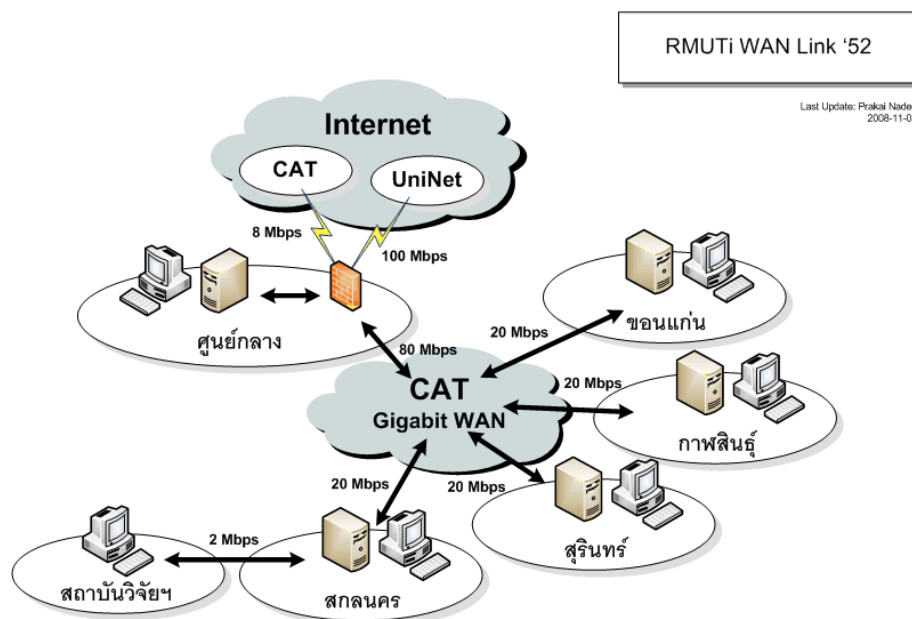 RMUTi WAN Link ‘52
Last Update: Prakai Nade
2008-11-0
Internet
CAT
UniNet
8 Mbps
100 Mbps
ศูนย์กลาง
80 Mbps
20 Mbps
ขอนแก่น
CAT
Gigabit WAN
20 Mbps
กาฬสินธุ์
20 Mbps
20 Mbps
สุรินทร์
2 Mbps
สถาบันวิจัยฯ
สกลนคร